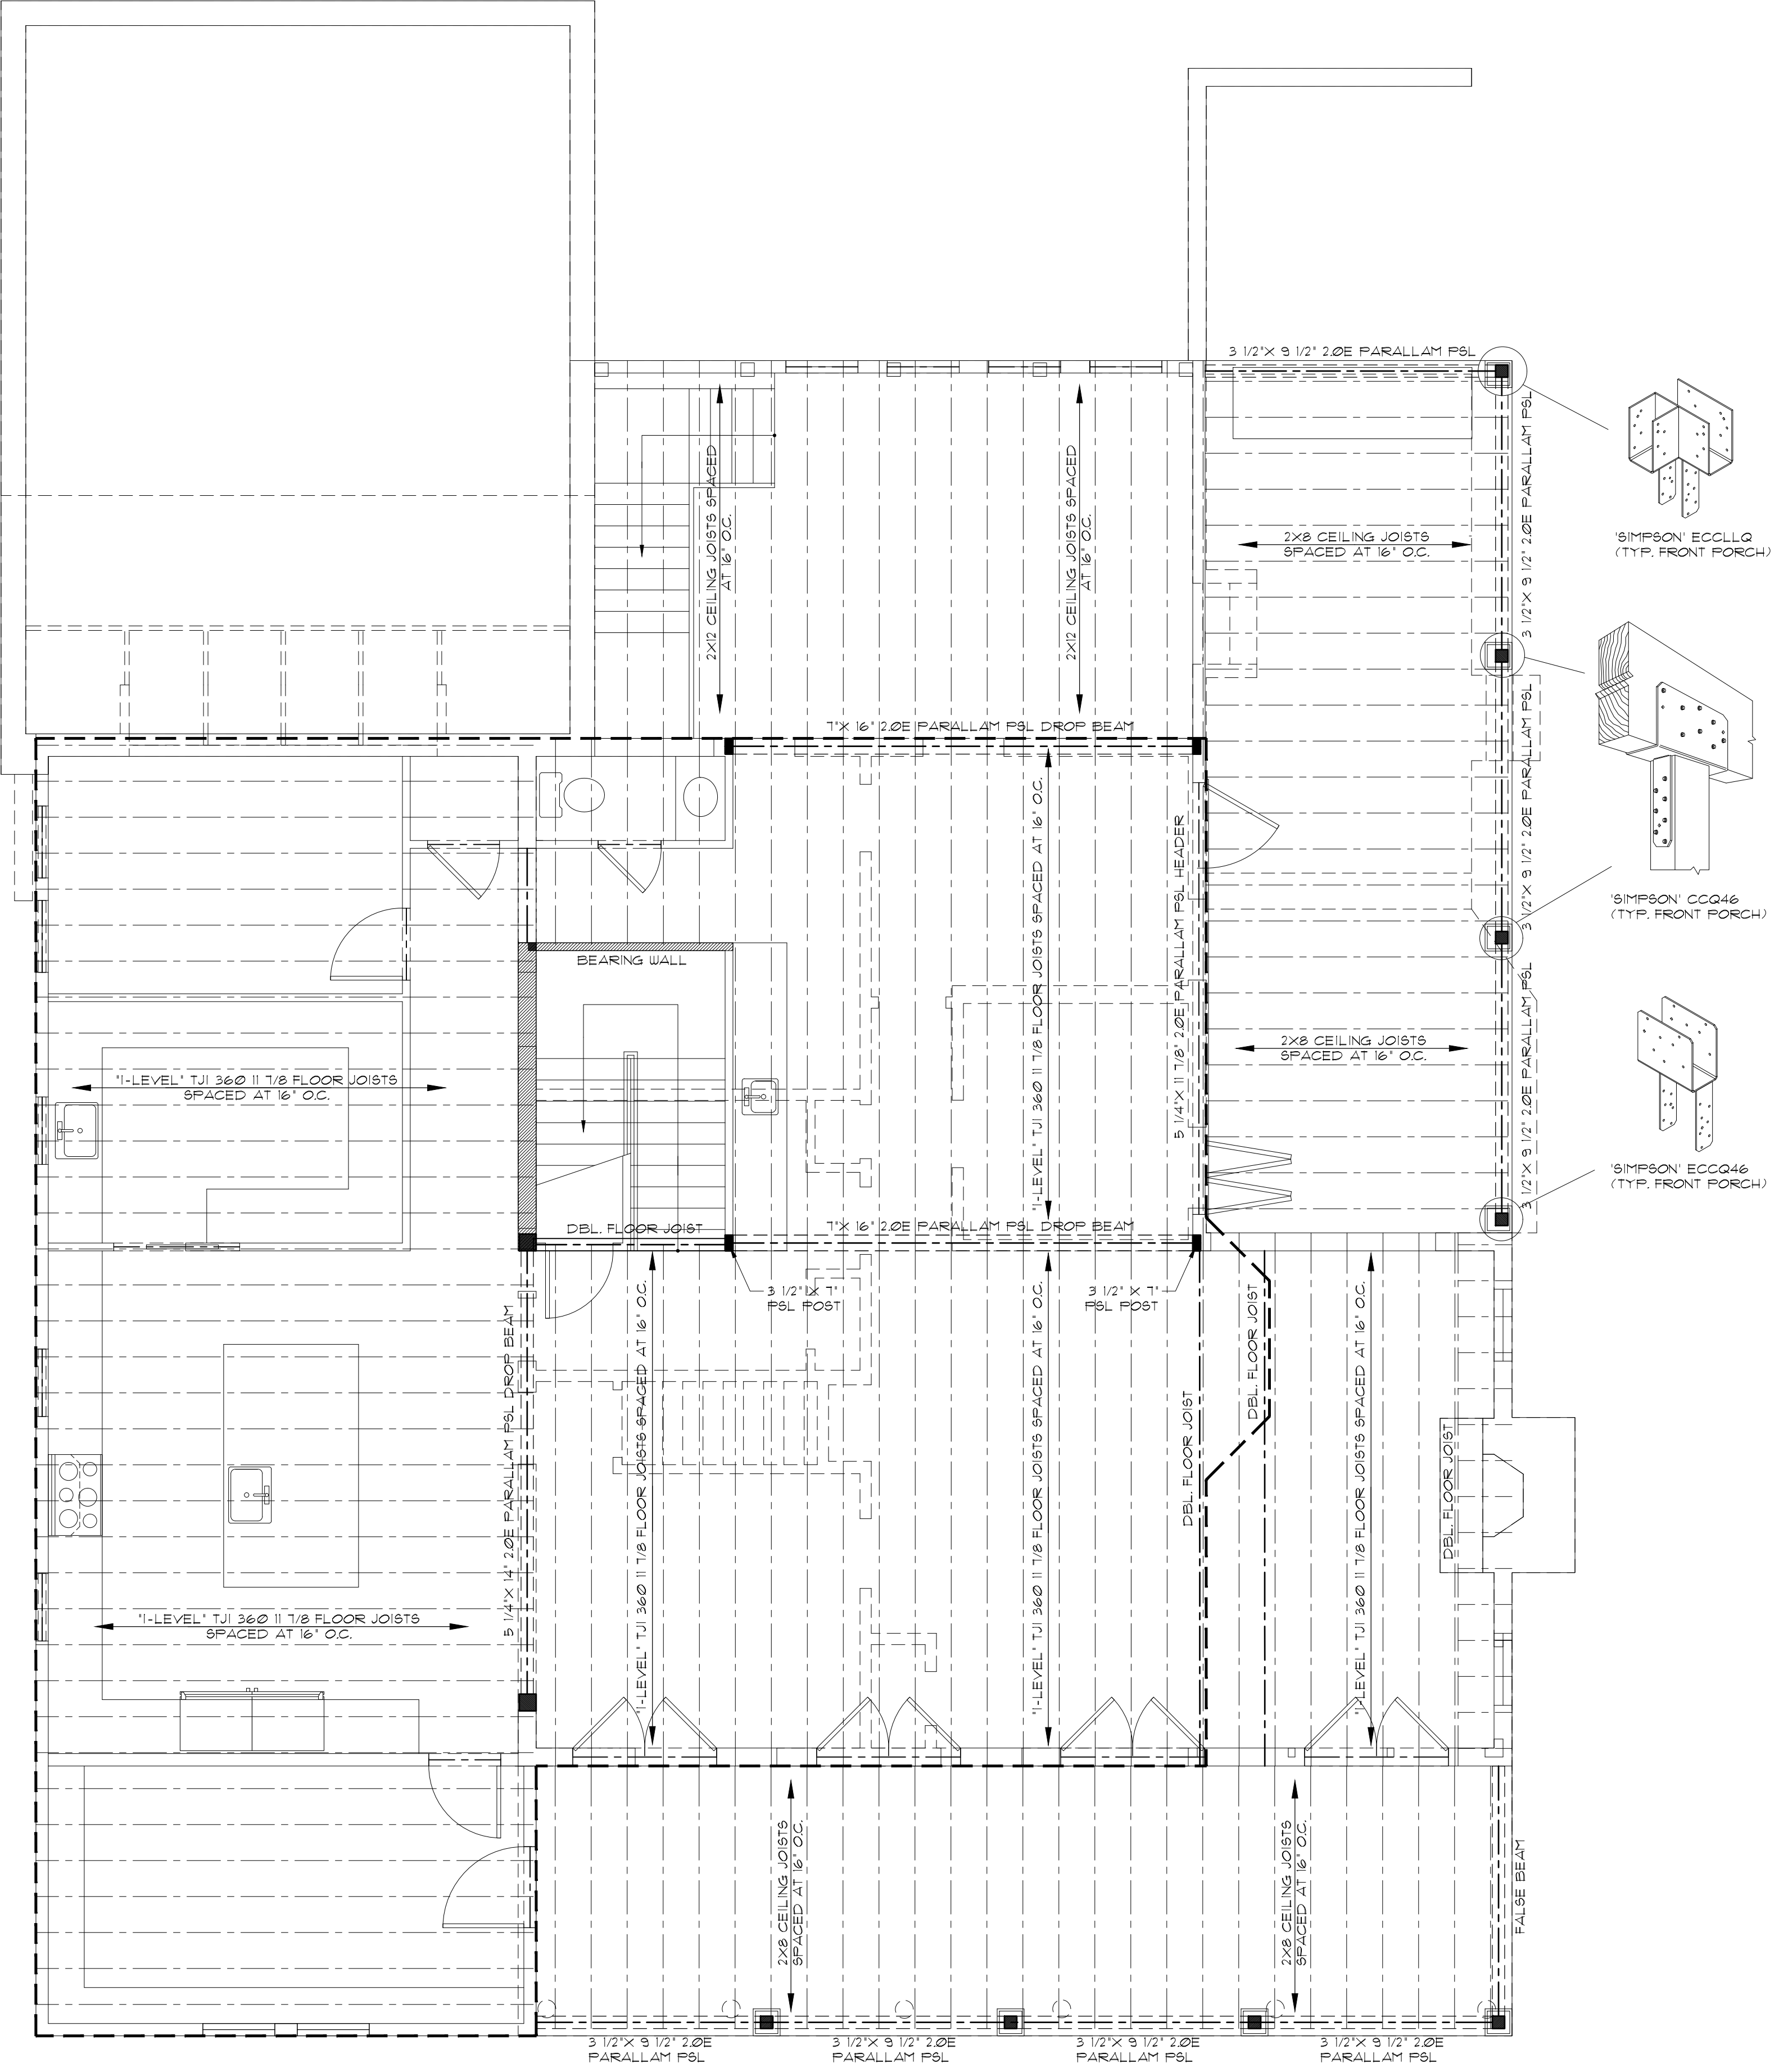 3 1/2"X 9 1/2" 2.0E PARALLAM PSL
3 1/2"X 9 1/2" 2.0E PARALLAM PSL
'SIMPSON' ECCLLQ
(TYP. FRONT PORCH)
2X12 CEILING JOISTS SPACED
AT 16" O.C.
2X12 CEILING JOISTS SPACED
AT 16" O.C.
2X8 CEILING JOISTS
SPACED AT 16" O.C.
7"X 16" 2.0E PARALLAM PSL DROP BEAM
3 1/2"X 9 1/2" 2.0E PARALLAM PSL
'SIMPSON' CCQ46
(TYP. FRONT PORCH)
"I-LEVEL" TJI 360 11 7/8 FLOOR JOISTS SPACED AT 16" O.C.
5 1/4"X 11 7/8" 2.0E PARALLAM PSL HEADER
BEARING WALL
2X8 CEILING JOISTS
SPACED AT 16" O.C.
3 1/2"X 9 1/2" 2.0E PARALLAM PSL
"I-LEVEL" TJI 360 11 7/8 FLOOR JOISTS
SPACED AT 16" O.C.
'SIMPSON' ECCQ46
(TYP. FRONT PORCH)
DBL. FLOOR JOIST
7"X 16" 2.0E PARALLAM PSL DROP BEAM
3 1/2" X 7"
PSL POST
3 1/2" X 7"
PSL POST
5 1/4"X 14" 2.0E PARALLAM PSL DROP BEAM
"I-LEVEL" TJI 360 11 7/8 FLOOR JOISTS SPACED AT 16" O.C.
"I-LEVEL" TJI 360 11 7/8 FLOOR JOISTS SPACED AT 16" O.C.
DBL. FLOOR JOIST
DBL. FLOOR JOIST
"I-LEVEL" TJI 360 11 7/8 FLOOR JOISTS SPACED AT 16" O.C.
DBL. FLOOR JOIST
"I-LEVEL" TJI 360 11 7/8 FLOOR JOISTS
SPACED AT 16" O.C.
2X8 CEILING JOISTS
SPACED AT 16" O.C.
2X8 CEILING JOISTS
SPACED AT 16" O.C.
FALSE BEAM
3 1/2"X 9 1/2" 2.0E
PARALLAM PSL
3 1/2"X 9 1/2" 2.0E
PARALLAM PSL
3 1/2"X 9 1/2" 2.0E
PARALLAM PSL
3 1/2"X 9 1/2" 2.0E
PARALLAM PSL